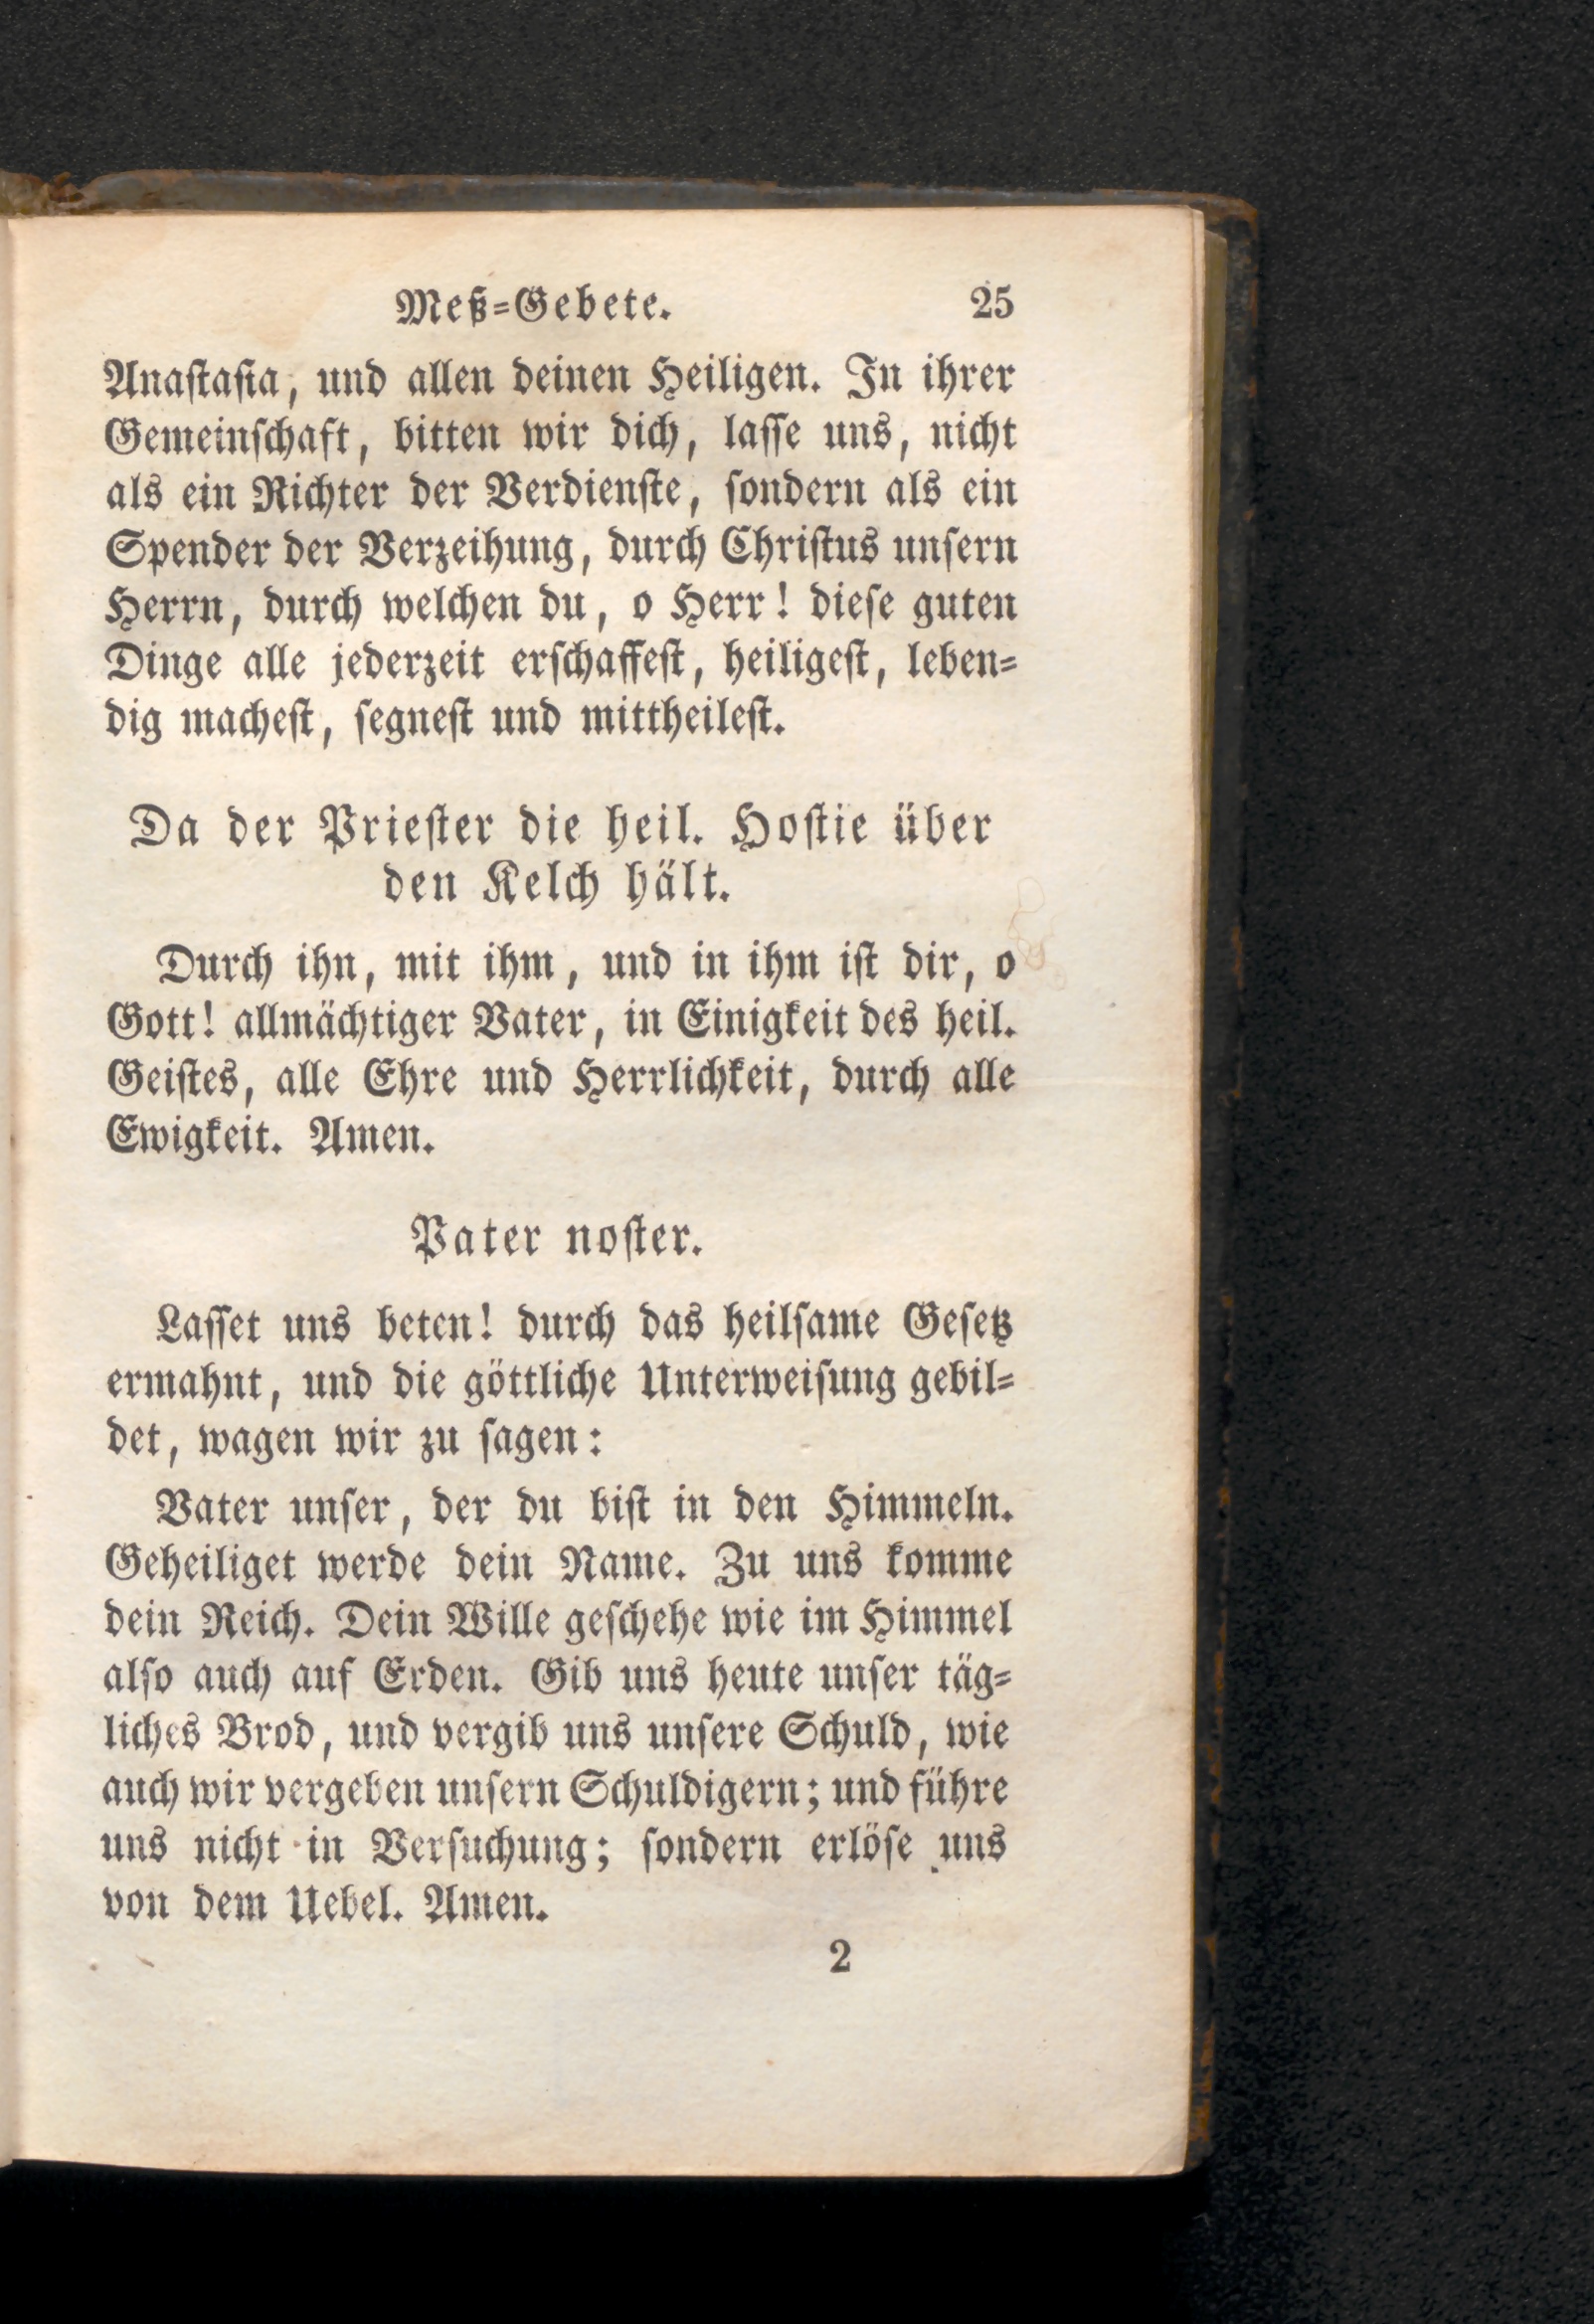 Meß-Gebete. 25
Anaſtaſia, und allen deinen Heiligen. In ihrer
Gemeinſchaft, bitten wir dich, laſſe uns, nicht
als ein Richter der Verdienſte, ſondern als ein
Spender der Verzeihung, durch Chriſtus unſern
Herrn, durch welchen du, o Herr! dieſe guten
Dinge alle jederzeit erſchaffeſt, heiligeſt, leben-
dig macheſt, ſegneſt und mittheileſt.
Da der Prieſter die heil. Hoſtie über
den Kelch hält.
Durch ihn, mit ihm, und in ihm iſt dir, o
Gott! allmächtiger Vater, in Einigkeit des heil.
Geiſtes, alle Ehre und Herrlichkeit, durch alle
Ewigkeit. Amen.
Pater noſter.
Laſſet uns beten! durch das heilſame Geſetz
ermahnt, und die göttliche Unterweiſung gebil-
det, wagen wir zu ſagen:
Vater unſer, der du biſt in den Himmeln.
Geheiliget werde dein Name. Zu uns komme
dein Reich. Dein Wille geſchehe wie im Himmel
alſo auch auf Erden. Gib uns heute unſer täg-
liches Brod, und vergib uns unſere Schuld, wie
auch wir vergeben unſern Schuldigern; und führe
uns nicht in Verſuchung; ſondern erlöſe uns
von dem Uebel. Amen.
2